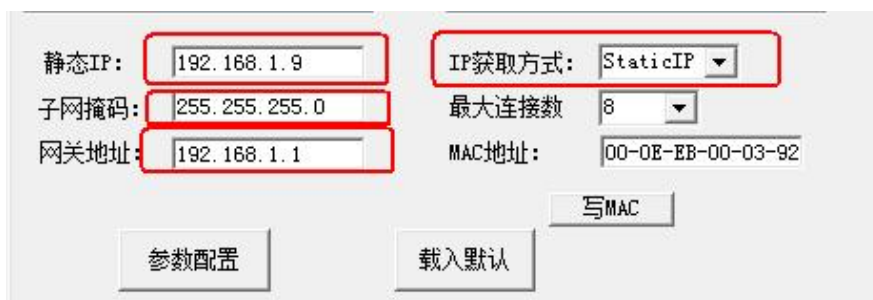 静态IP: 192.168.1.9 IP获取方式: StaticIP
子网掩码: 255.255.255.0 最大连接数 8
网关地址: 192.168.1.1 MAC地址: 00-0E-EB-00-03-92
写MAC
参数配置 载入默认